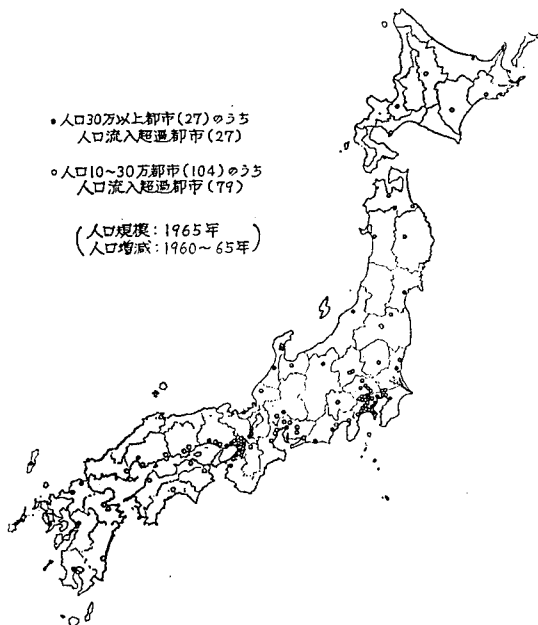 •人口30万以上都市(27)のうち
人口流入超過都市(27)
○人口10~30万都市(104)のうち
人口流入超過都市(79)
(人口規模:1965年
人口増減:1960~65年)